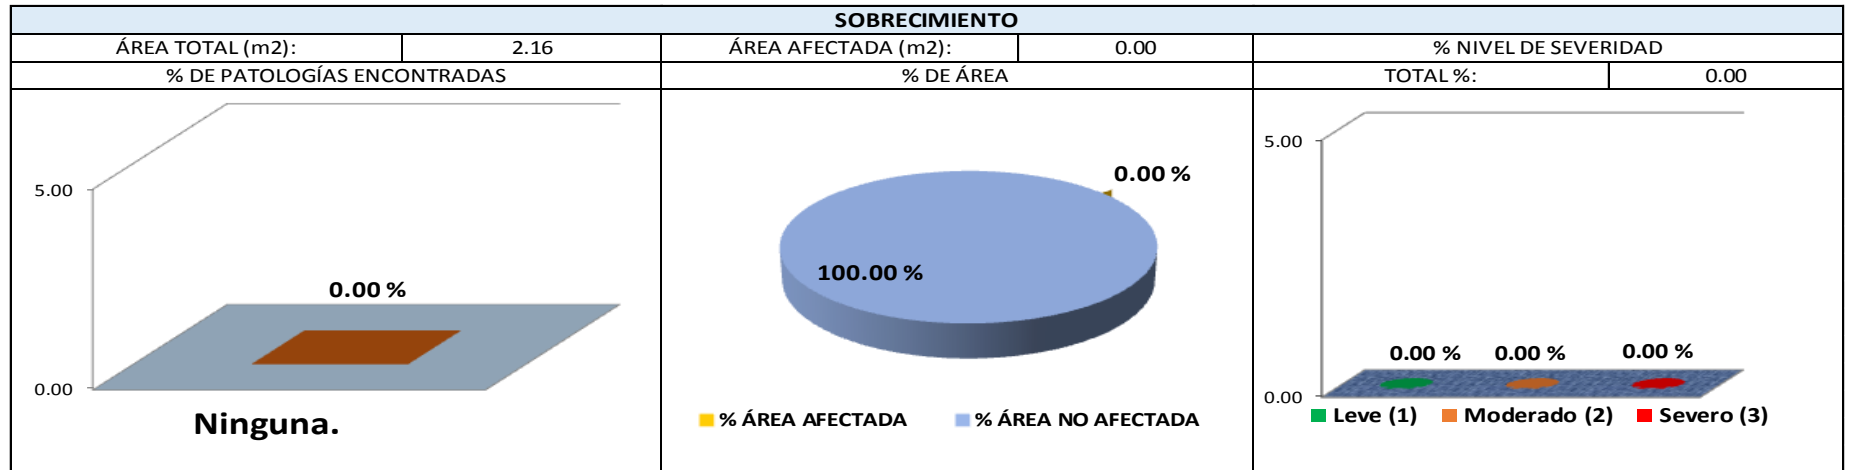 SOBRECIMIENTO
ÁREA TOTAL (m2): 2.16 ÁREA AFECTADA (m2): 0.00 % NIVEL DE SEVERIDAD
% DE PATOLOGÍAS ENCONTRADAS % DE ÁREA TOTAL %: 0.00
5.00
0.00 %
0.00
Ninguna.
0.00 %
100.00 %
% ÁREA AFECTADA % ÁREA NO AFECTADA
5.00
0.00 % 0.00 % 0.00 %
0.00
Leve (1) Moderado (2) Severo (3)